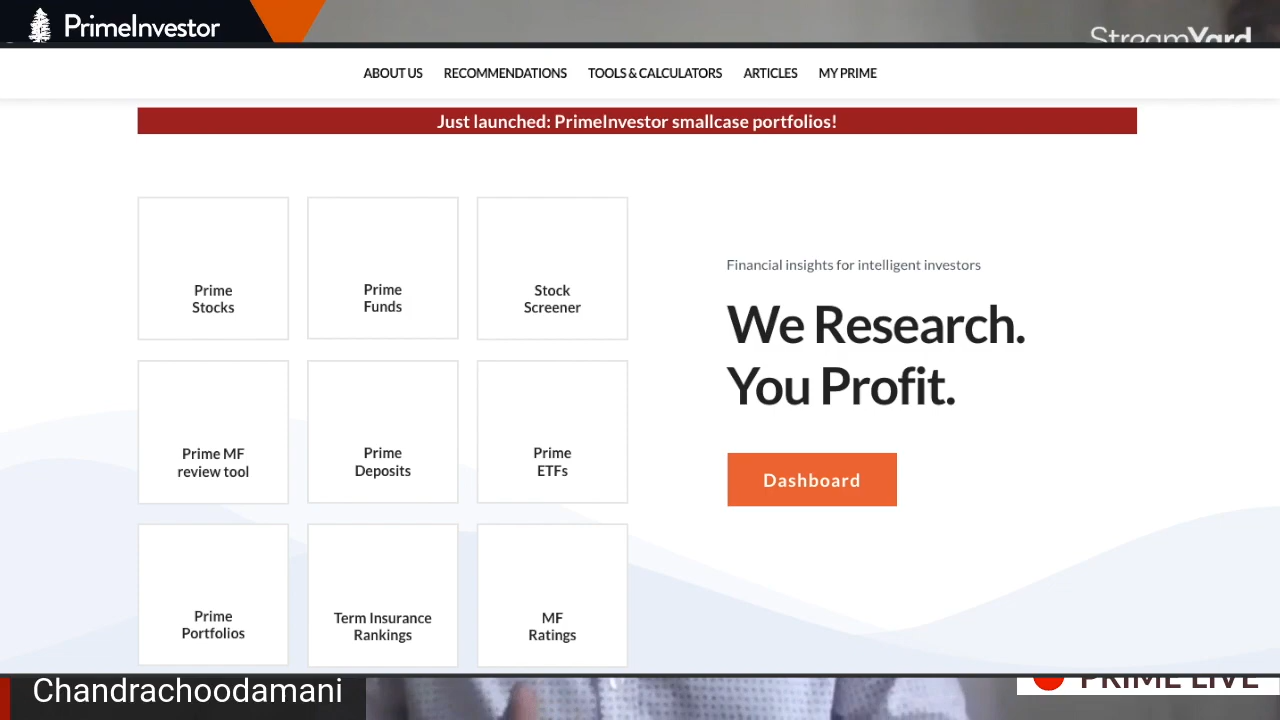 PrimeInvestor
StreamYard
ABOUT US RECOMMENDATIONS TOOLS & CALCULATORS ARTICLES MY PRIME
Just launched: PrimeInvestor smallcase portfolios!
Prime
Stocks
Prime
Funds
Stock
Screener
Financial insights for intelligent investors
We Research.
You Profit.
Dashboard
Prime MF
review tool
Prime
Deposits
Prime
ETFs
Prime
Portfolios
Term Insurance
Rankings
MF
Ratings
Chandrachoodamani
PRIME LIVE